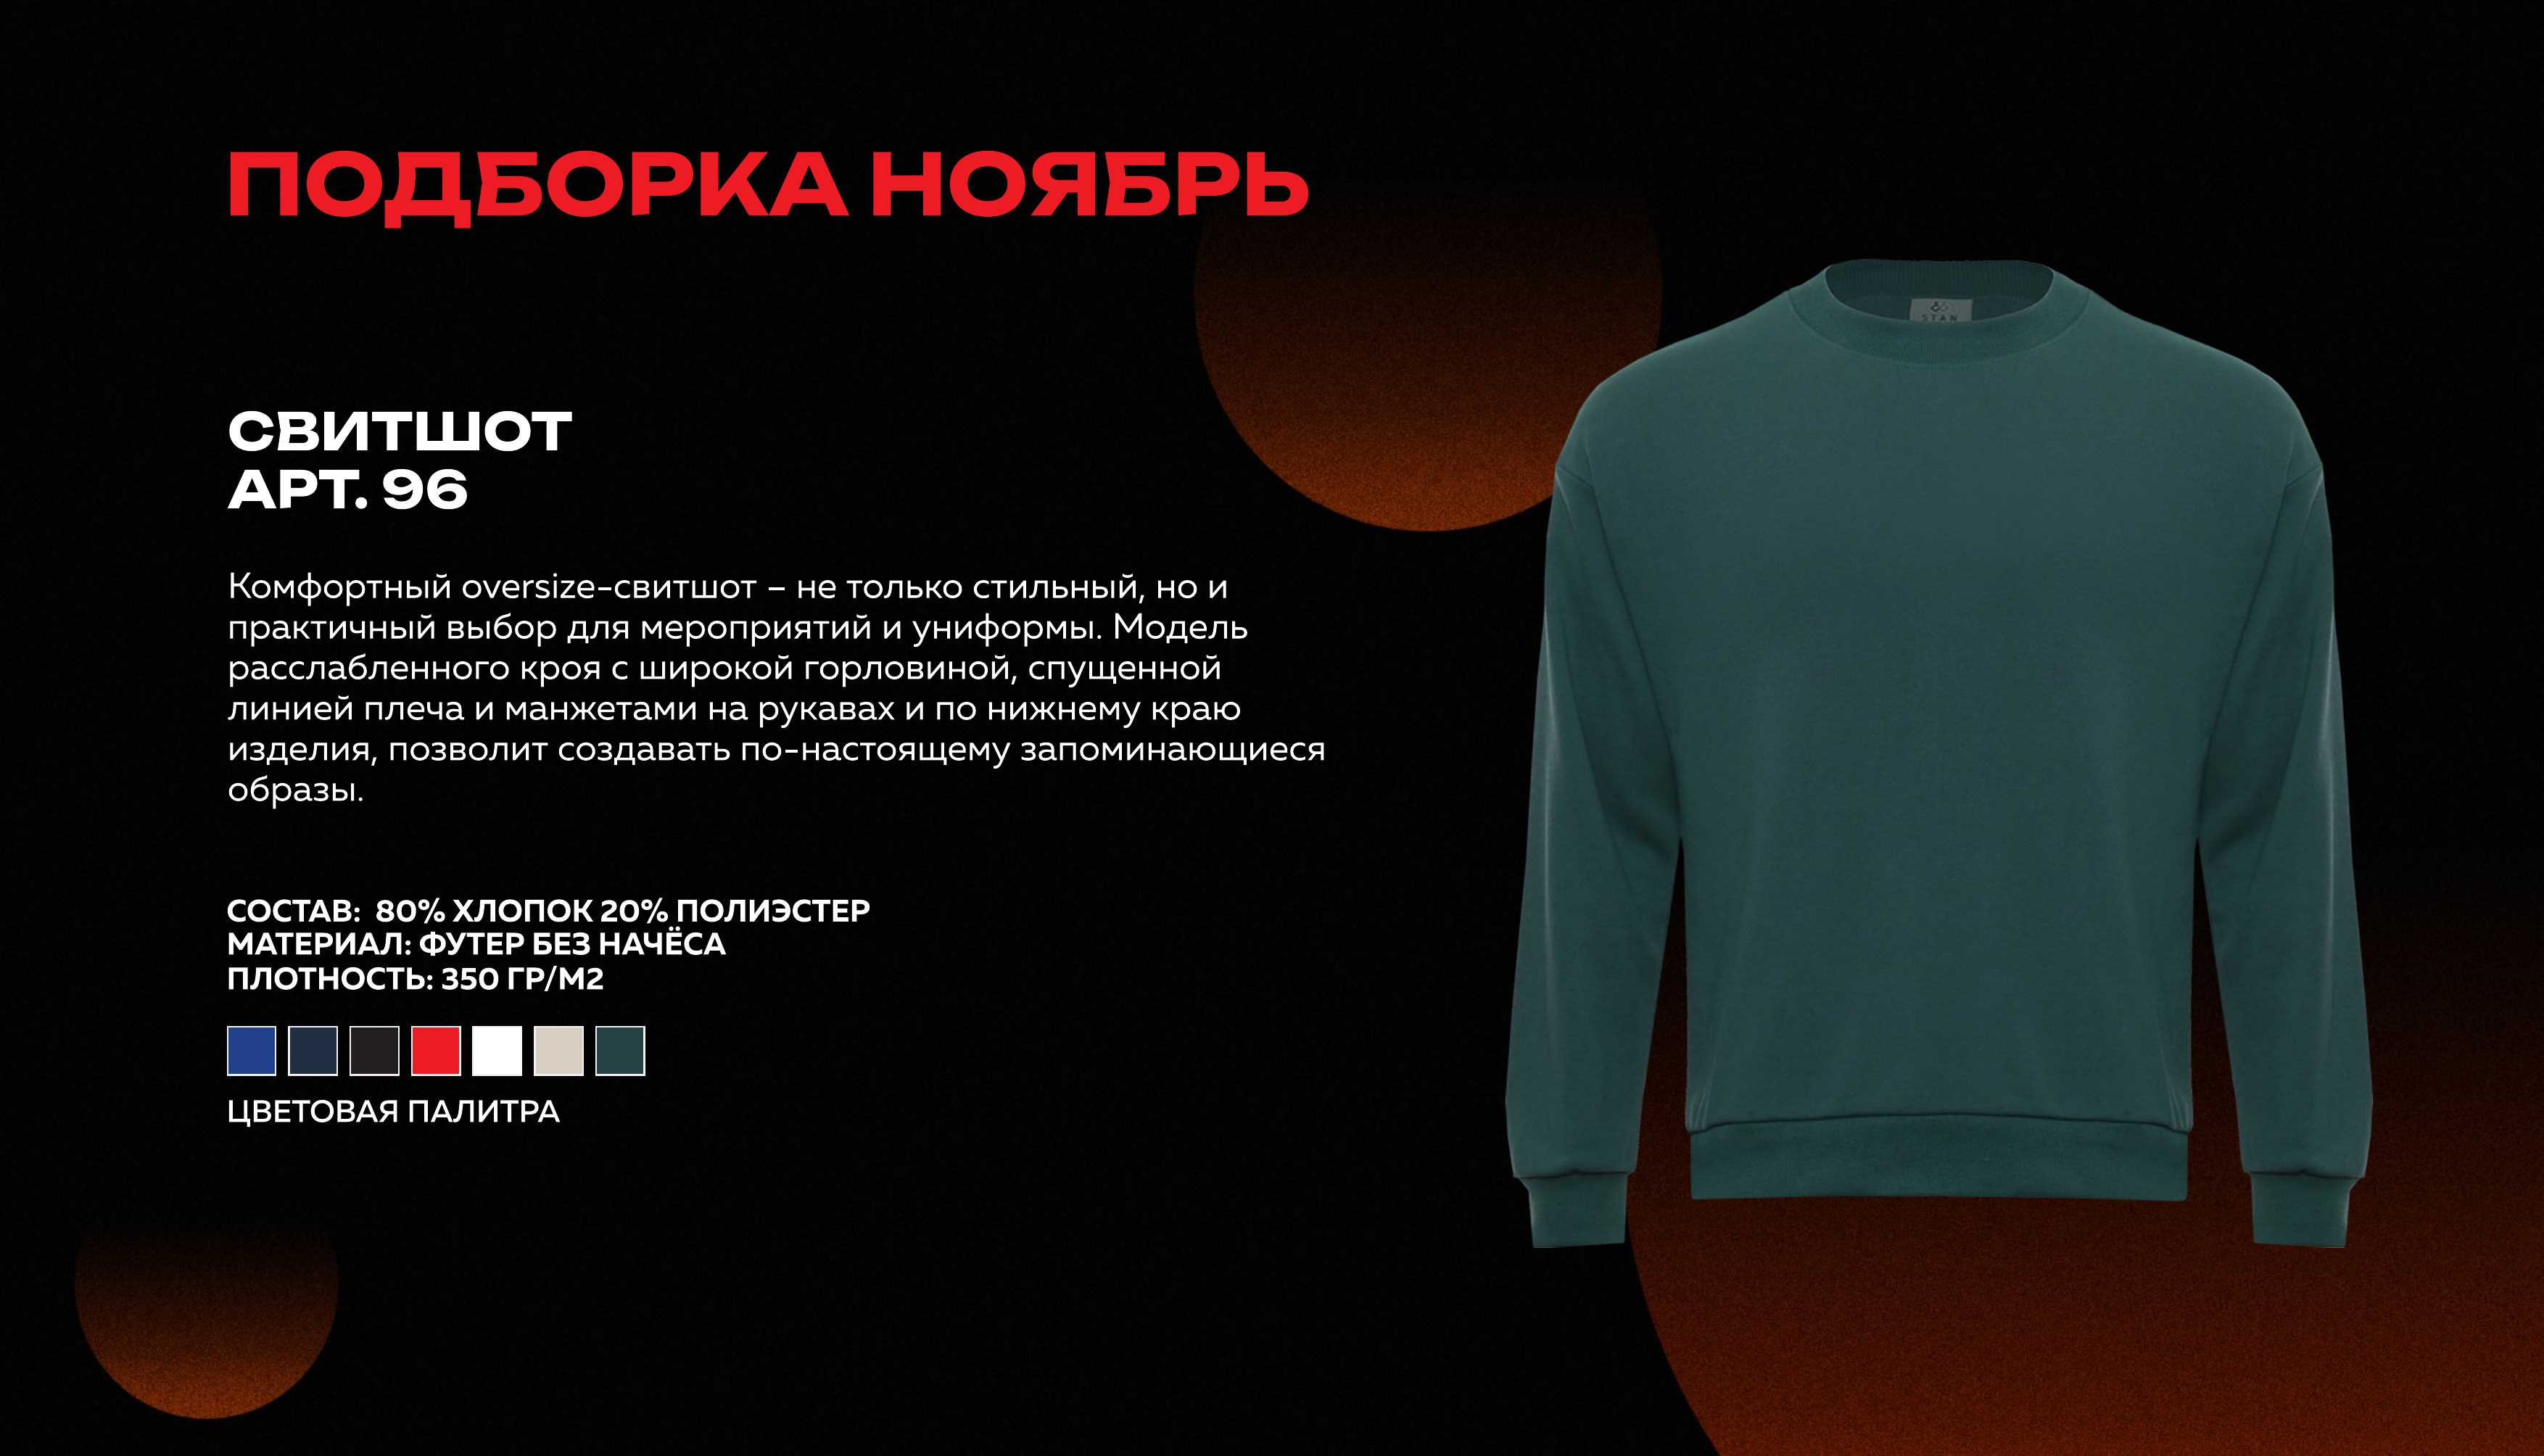 ПОДБОРКА НОЯБРЬ
СВИТШОТ
АРТ. 96
Комфортный oversize-свитшот – не только стильный, но и
практичный выбор для мероприятий и униформы. Модель
расслабленного кроя с широкой горловиной, спущенной
линией плеча и манжетами на рукавах и по нижнему краю
изделия, позволит создавать по-настоящему запоминающиеся
образы.
СОСТАВ: 80% ХЛОПОК 20% ПОЛИЭСТЕР
МАТЕРИАЛ: ФУТЕР БЕЗ НАЧЁСА
ПЛОТНОСТЬ: 350 ГР/М2
ЦВЕТОВАЯ ПАЛИТРА
STAN